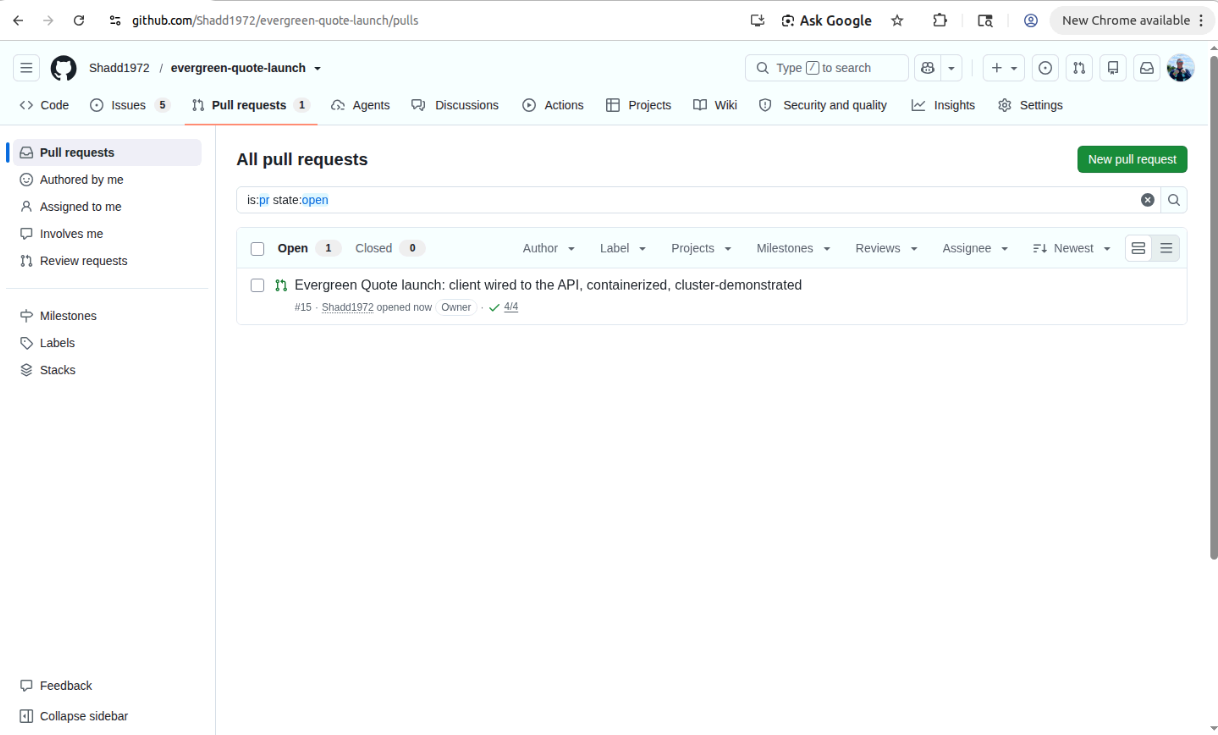 github.com/Shadd1972/evergreen-quote-launch/pulls
Ask Google
New Chrome available
Shadd1972 / evergreen-quote-launch
Type / to search
Code
Issues 5
Pull requests 1
Agents
Discussions
Actions
Projects
Wiki
Security and quality
Insights
Settings
Pull requests
Authored by me
Assigned to me
Involves me
Review requests
Milestones
Labels
Stacks
Feedback
Collapse sidebar
All pull requests
New pull request
is:pr state:open
Open 1
Closed 0
Author
Label
Projects
Milestones
Reviews
Assignee
Newest
Evergreen Quote launch: client wired to the API, containerized, cluster-demonstrated
#15 · Shadd1972 opened now Owner · 4/4